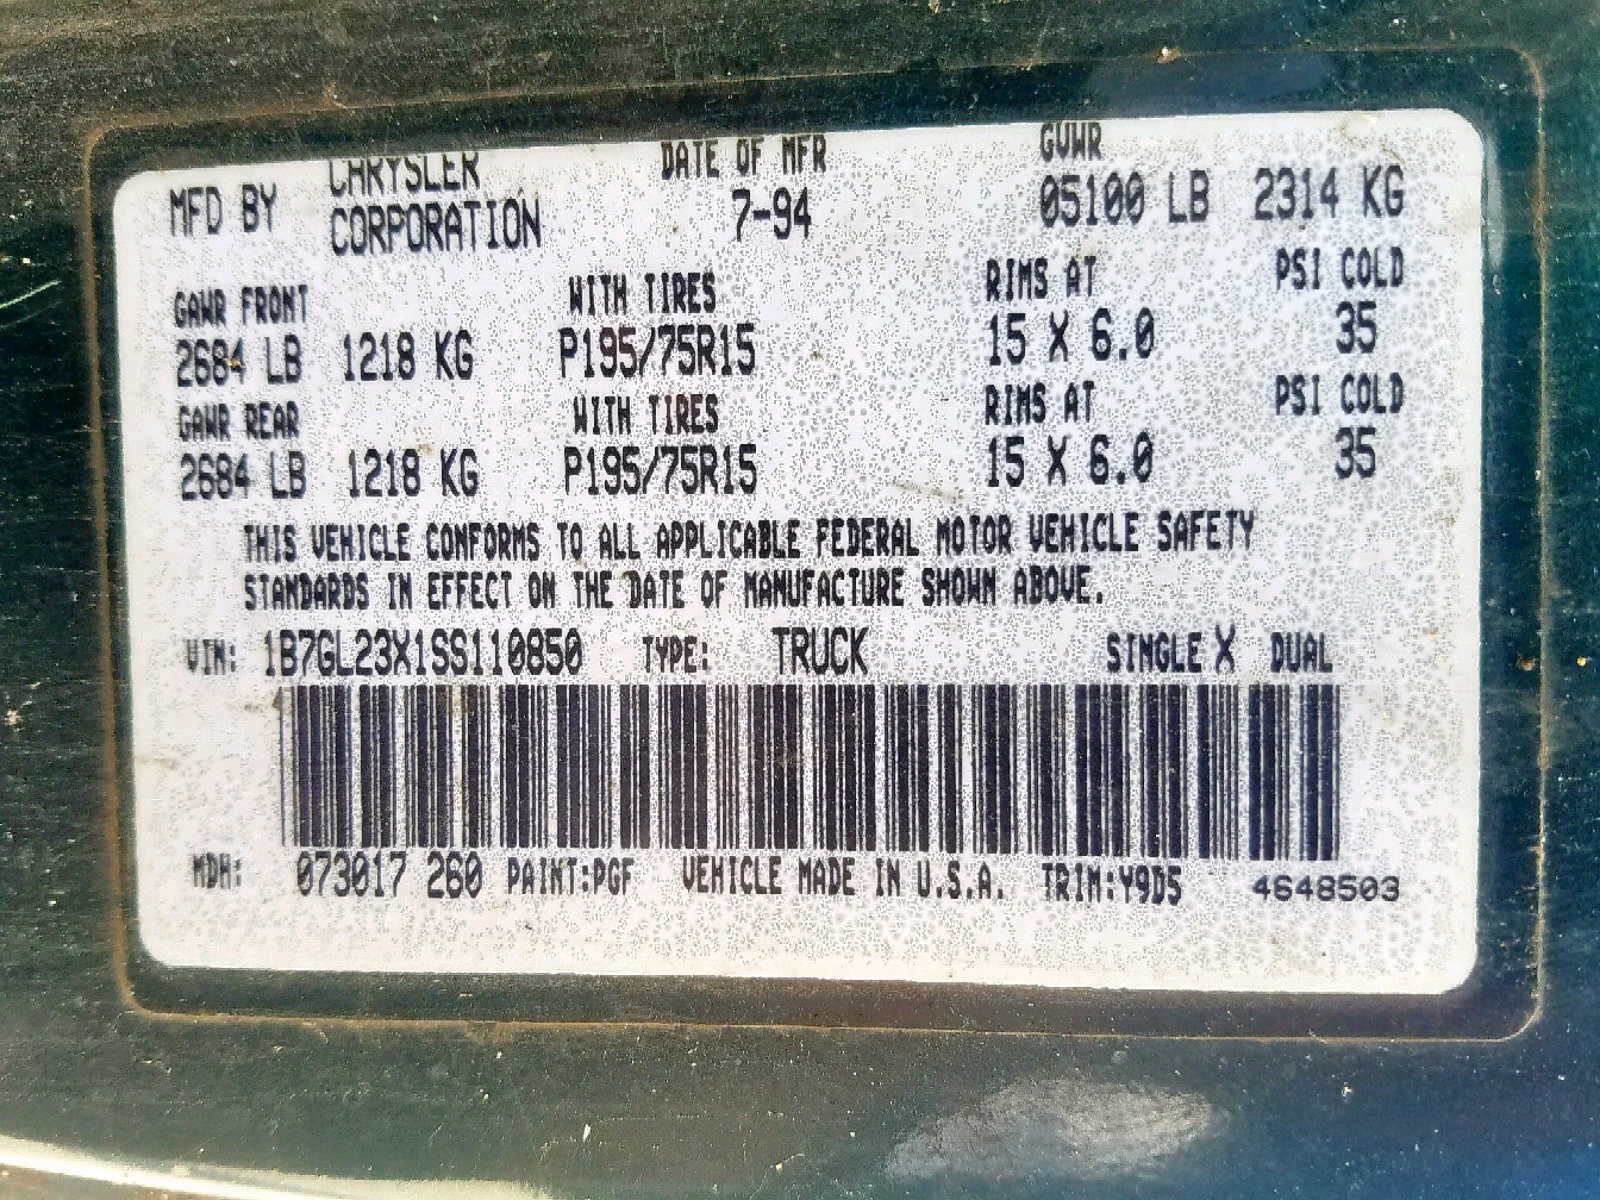 MFD BY CHRYSLER CORPORATION DATE OF MFR 7-94 GVWR 05100 LB 2314 KG
GAWR FRONT WITH TIRES RIMS AT PSI COLD
2684 LB 1218 KG P195/75R15 15 X 6.0 35
GAWR REAR WITH TIRES RIMS AT PSI COLD
2684 LB 1218 KG P195/75R15 15 X 6.0 35
THIS VEHICLE CONFORMS TO ALL APPLICABLE FEDERAL MOTOR VEHICLE SAFETY
STANDARDS IN EFFECT ON THE DATE OF MANUFACTURE SHOWN ABOVE.
VIN: 1B7GL23X1SS110850 TYPE: TRUCK SINGLE X DUAL
MDH: 073017 260 PAINT:PGF VEHICLE MADE IN U.S.A. TRIM:Y9D5 4648503